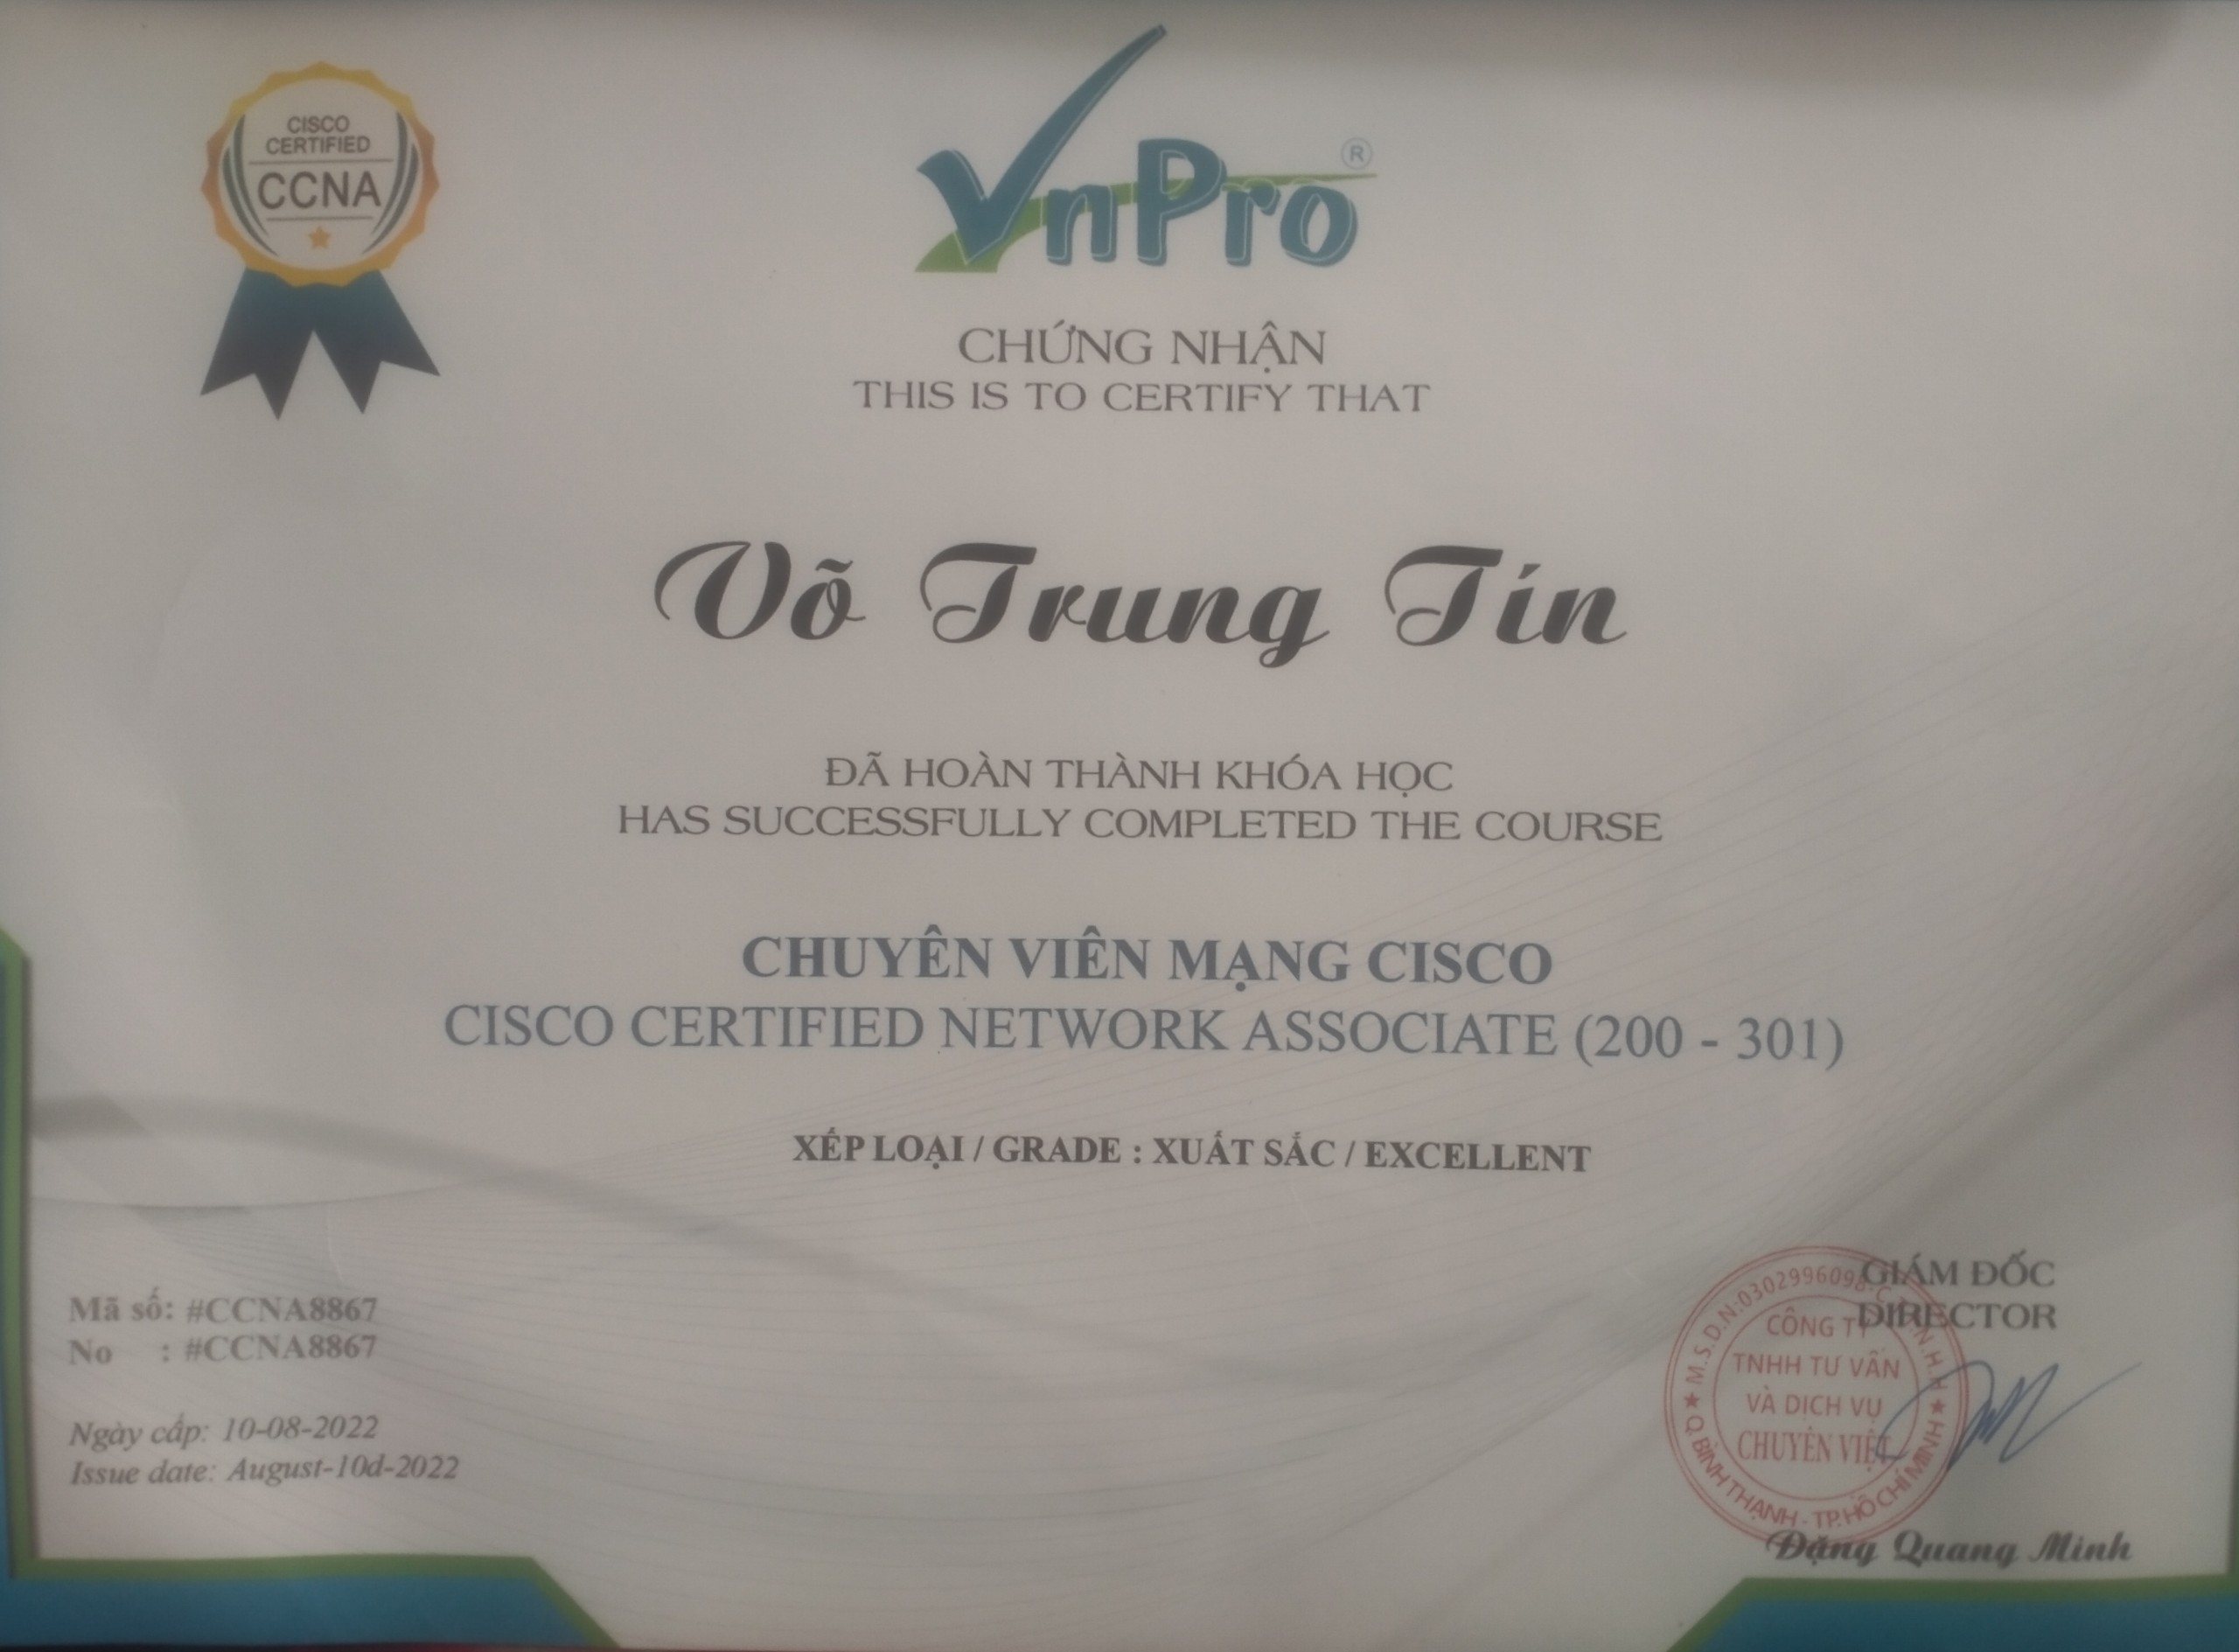 CISCO
CERTIFIED
CCNA
VnPro®
CHỨNG NHẬN
THIS IS TO CERTIFY THAT
Võ Trung Tín
ĐÃ HOÀN THÀNH KHÓA HỌC
HAS SUCCESSFULLY COMPLETED THE COURSE
CHUYÊN VIÊN MẠNG CISCO
CISCO CERTIFIED NETWORK ASSOCIATE (200 - 301)
XẾP LOẠI / GRADE : XUẤT SẮC / EXCELLENT
Mã số: #CCNA8867
No : #CCNA8867
Ngày cấp: 10-08-2022
Issue date: August-10d-2022
GIÁM ĐỐC
DIRECTOR
M.S.D.N:0302996098-C.T.T.N.H.H
CÔNG TY
TNHH TƯ VẤN
VÀ DỊCH VỤ
CHUYÊN VIỆT
Q.BÌNH THẠNH - TP.HỒ CHÍ MINH
Đặng Quang Minh